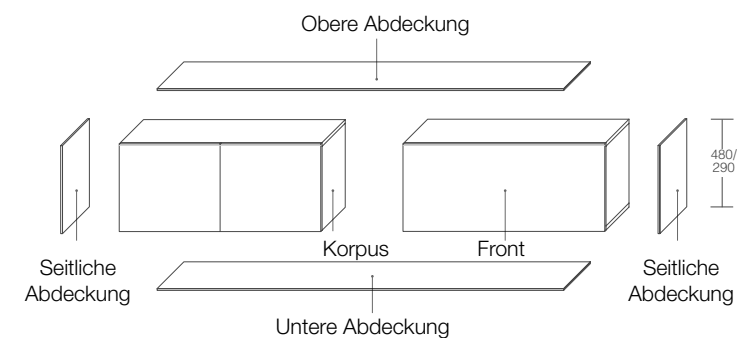 Obere Abdeckung
480/
290
Korpus
Front
Seitliche
Abdeckung
Seitliche
Abdeckung
Untere Abdeckung